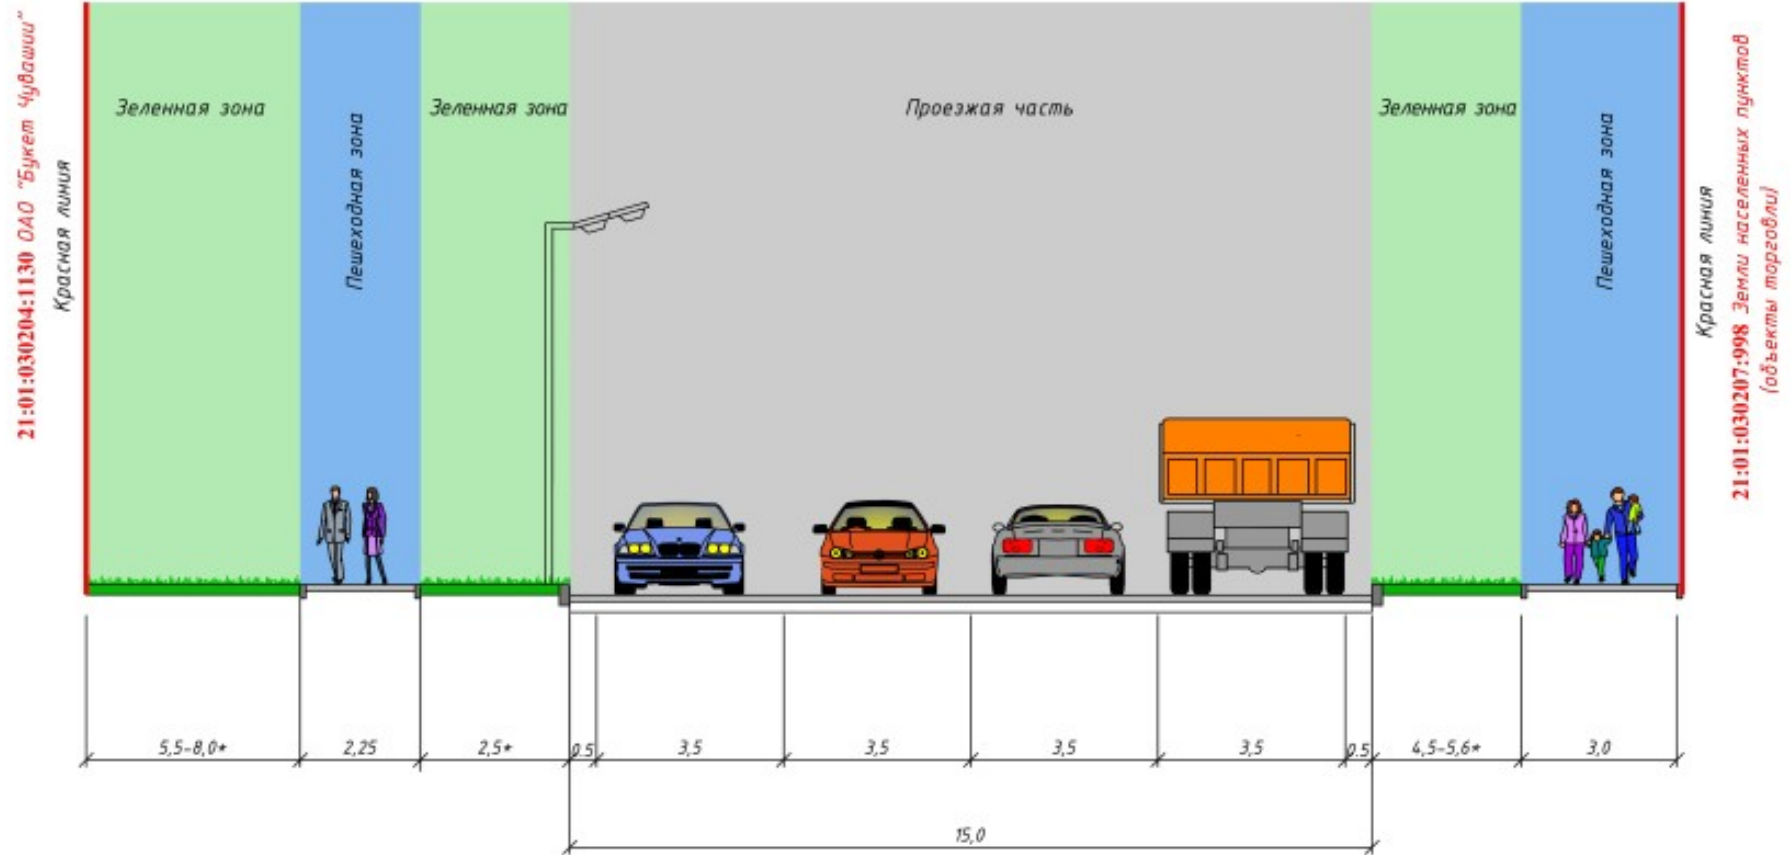 21:01:030204:1130 ОАО "Букет Чувашии"
Красная линия
Зеленная зона
Пешеходная зона
Зеленная зона
Проезжая часть
Зеленная зона
Пешеходная зона
Красная линия
21:01:030207:998 Земли населенных пунктов
(объекты торговли)
5,5-8,0*
2,25
2,5*
0.5
3,5
3,5
3,5
3,5
0.5
4,5-5,6*
3,0
15,0